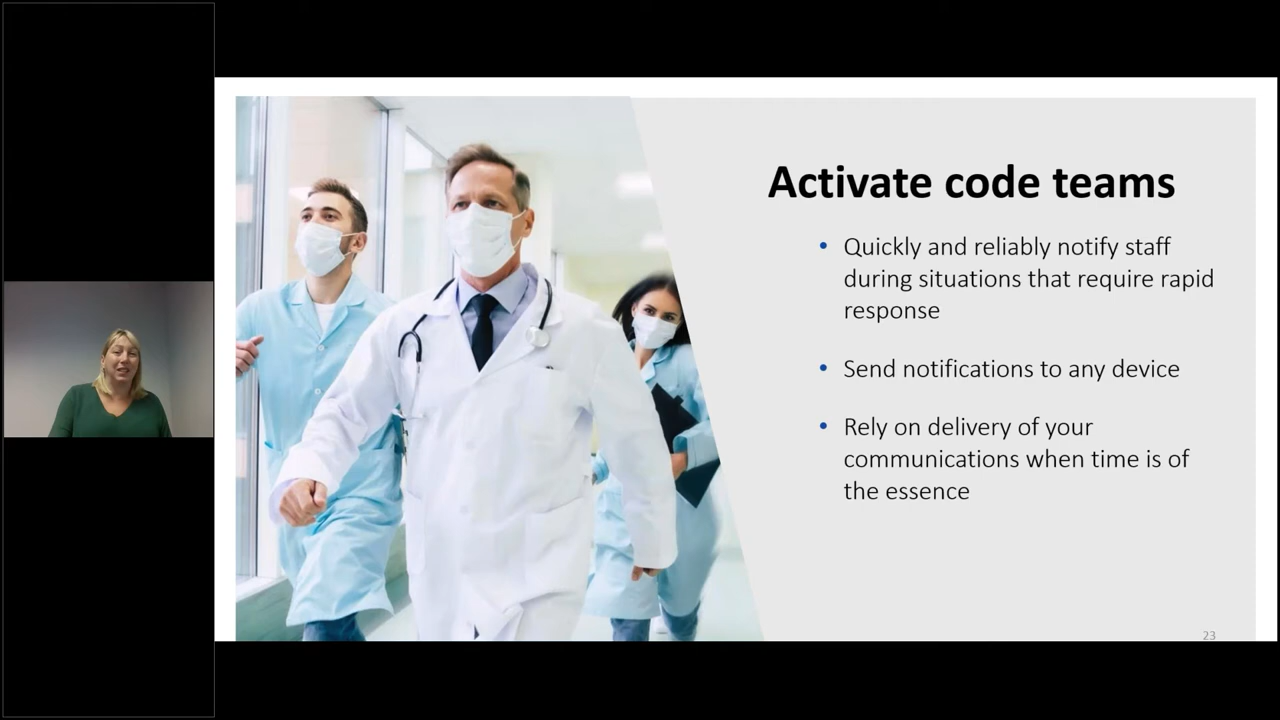 Activate code teams
• Quickly and reliably notify staff
during situations that require rapid
response
• Send notifications to any device
• Rely on delivery of your
communications when time is of
the essence
23